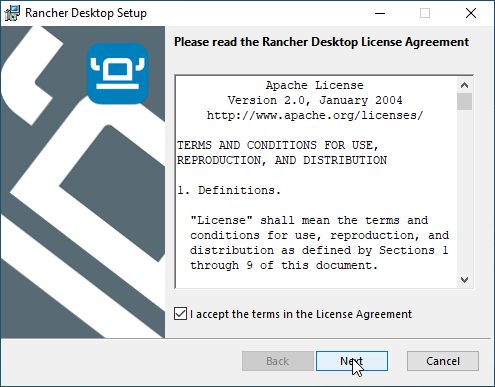 Rancher Desktop Setup
Please read the Rancher Desktop License Agreement
Apache License
Version 2.0, January 2004
http://www.apache.org/licenses/
TERMS AND CONDITIONS FOR USE,
REPRODUCTION, AND DISTRIBUTION
1. Definitions.
"License" shall mean the terms and
conditions for use, reproduction, and
distribution as defined by Sections 1
through 9 of this document.
I accept the terms in the License Agreement
Back
Next
Cancel